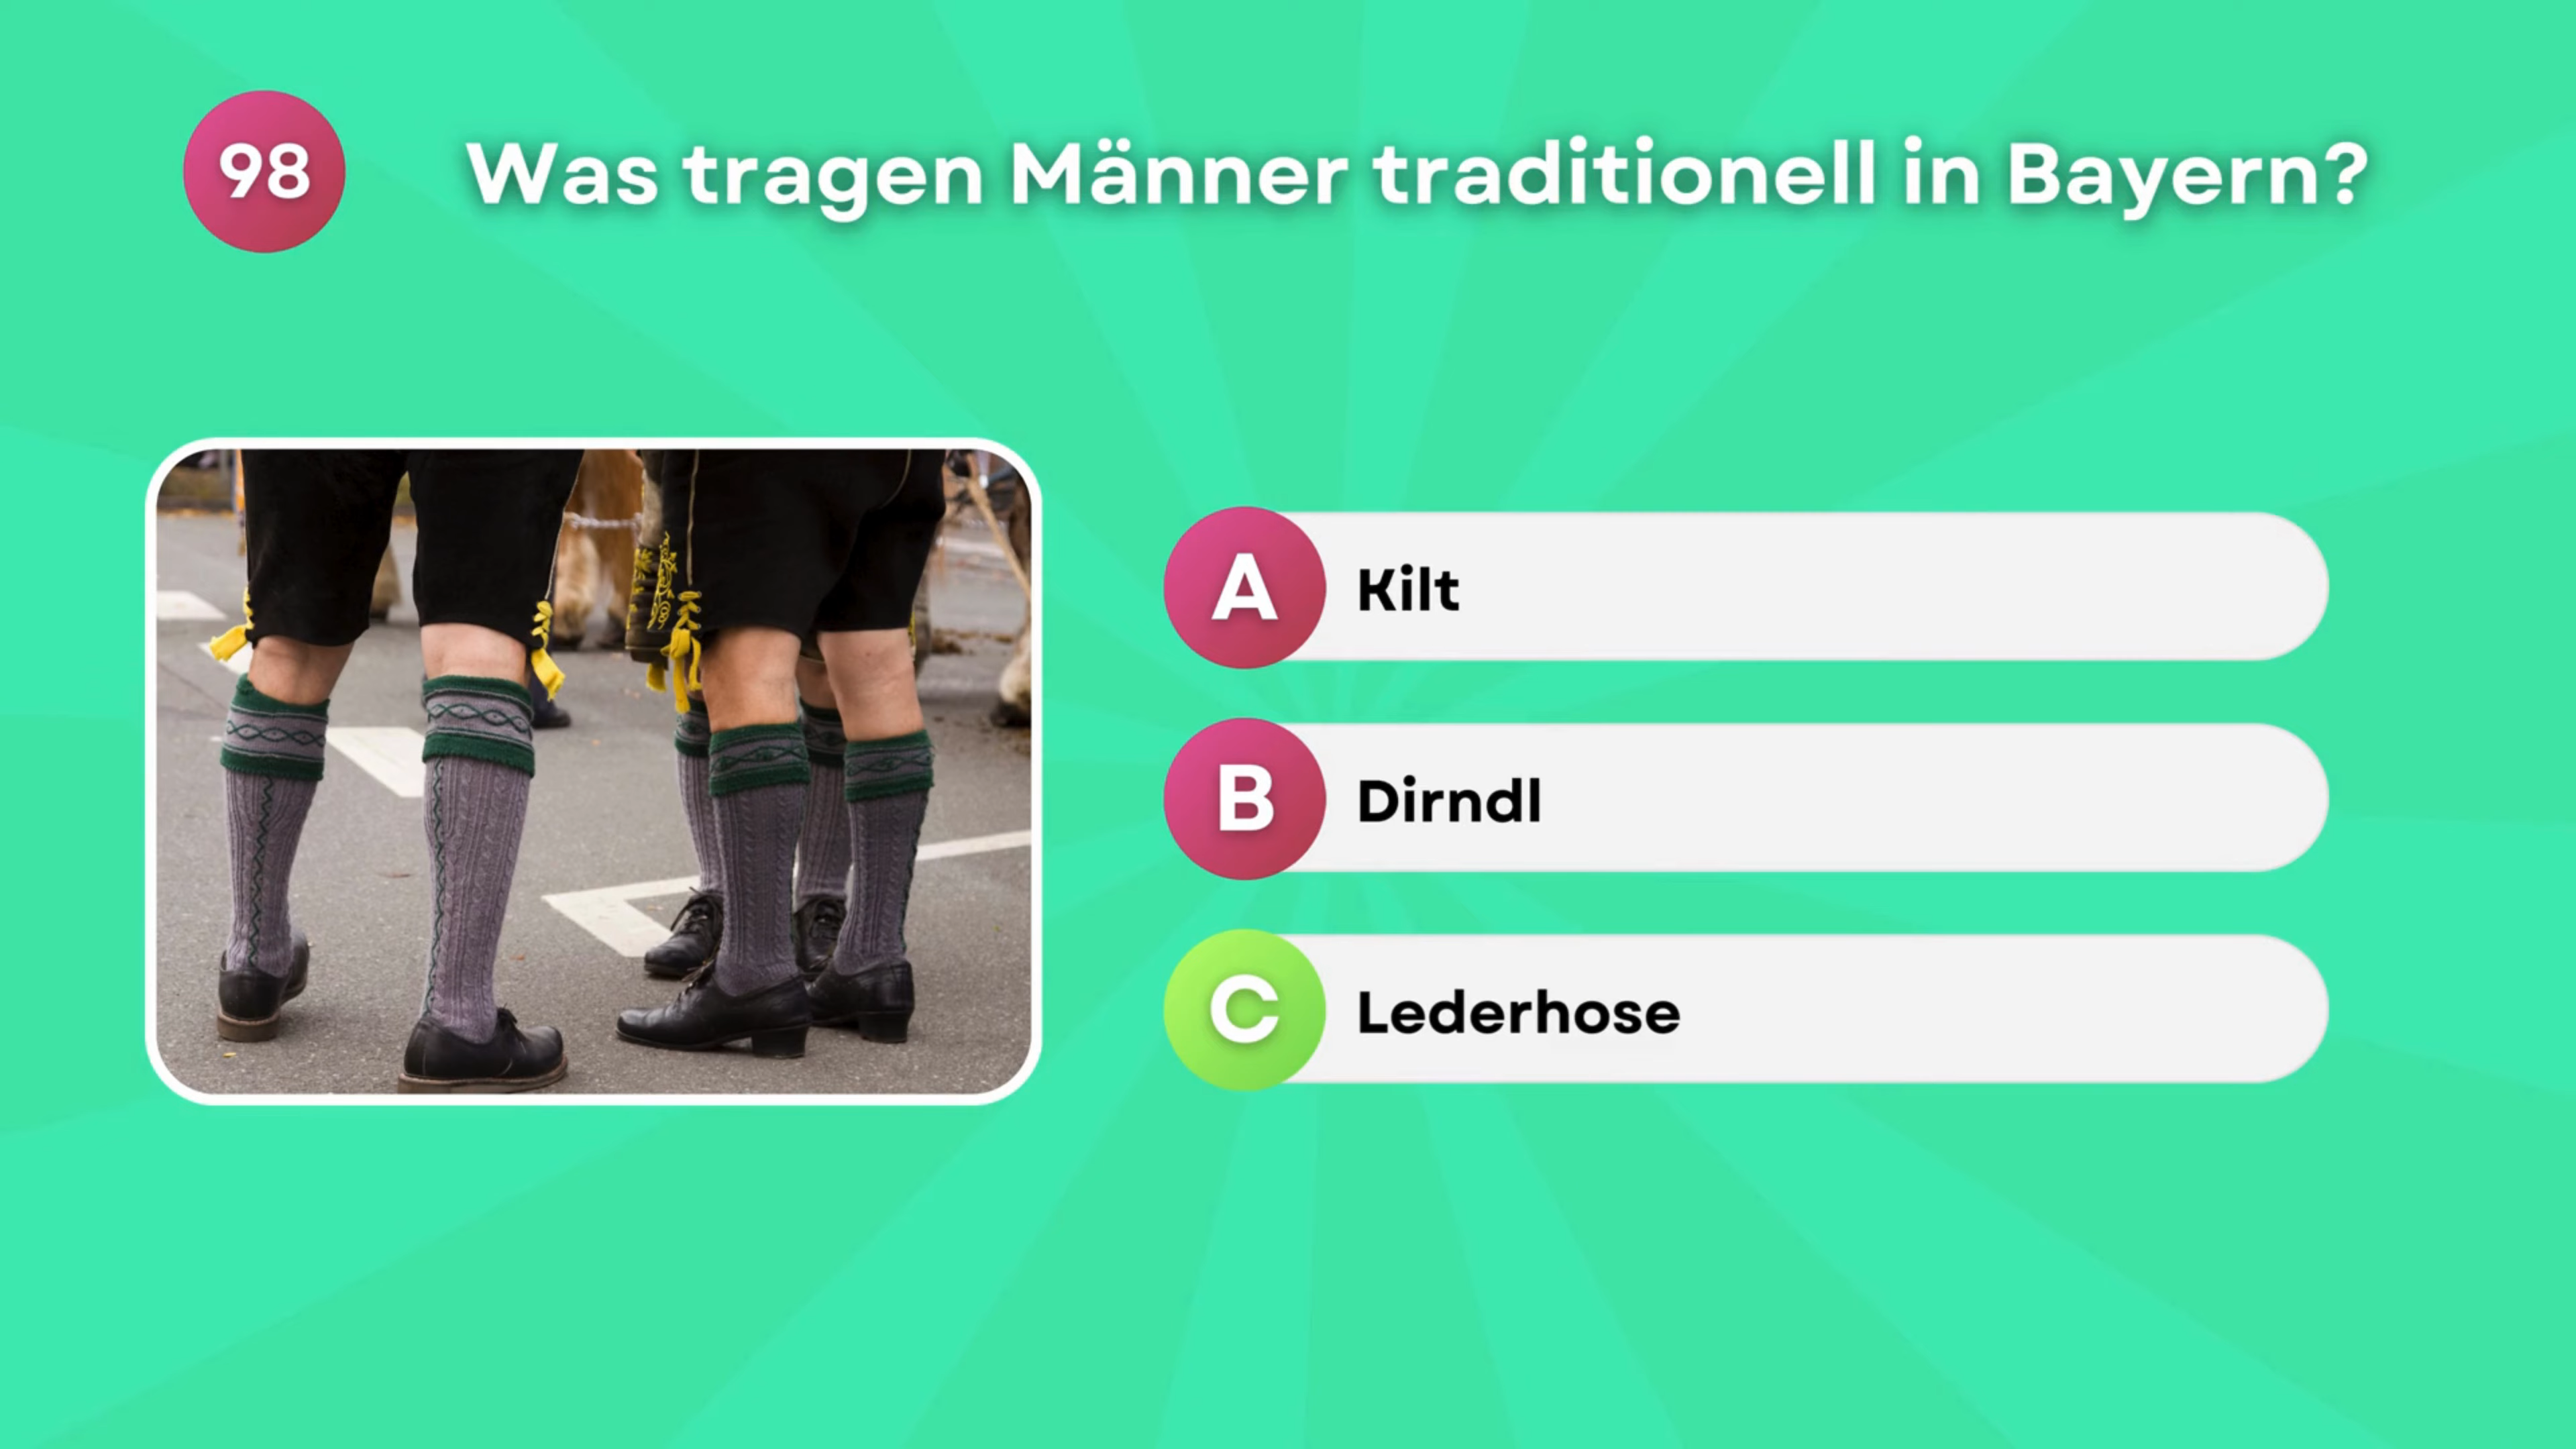 98
Was tragen Männer traditionell in Bayern?
A Kilt
B Dirndl
C Lederhose